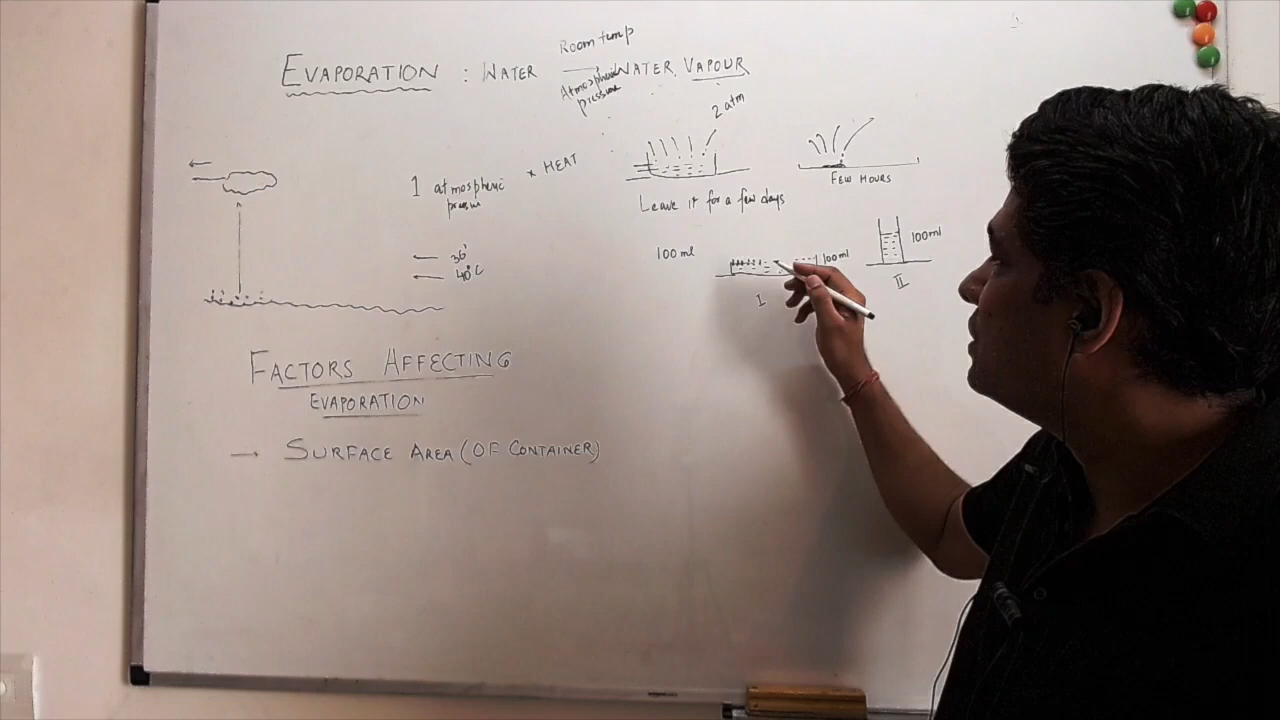 Room temp
EVAPORATION : WATER WATER VAPOUR
Atmospheric
pressure
2 atm
1 atmospheric
pressure
x HEAT
FEW HOURS
Leave it for a few days
100 ml
100 ml
100 ml
36°
40°C
I
II
FACTORS AFFECTING
EVAPORATION
→ SURFACE AREA (OF CONTAINER)